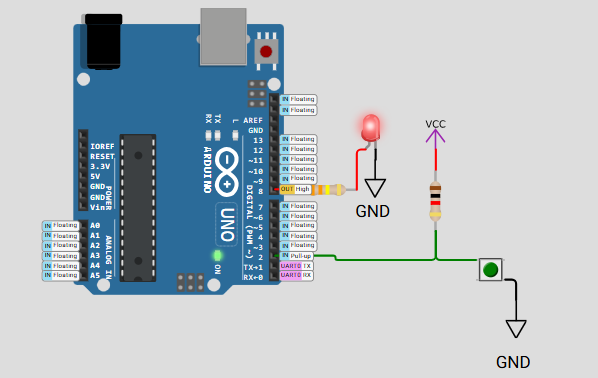 IN Floating
IN Floating
RX
TX
L
AREF
GND
IOREF
RESET
3.3V
5V
GND
GND
Vin
POWER
ARDUINO
UNO
ON
DIGITAL (PWM ~)
13 IN Floating
12 IN Floating
~11 IN Floating
~10 IN Floating
~9 IN Floating
8 OUT High
7 IN Floating
~6 IN Floating
~5 IN Floating
4 IN Floating
~3 IN Floating
2 IN Pull-up
TX→1 UART0 TX
RX←0 UART0 RX
IN Floating A0
IN Floating A1
IN Floating A2
IN Floating A3
IN Floating A4
IN Floating A5
ANALOG IN
VCC
GND
GND